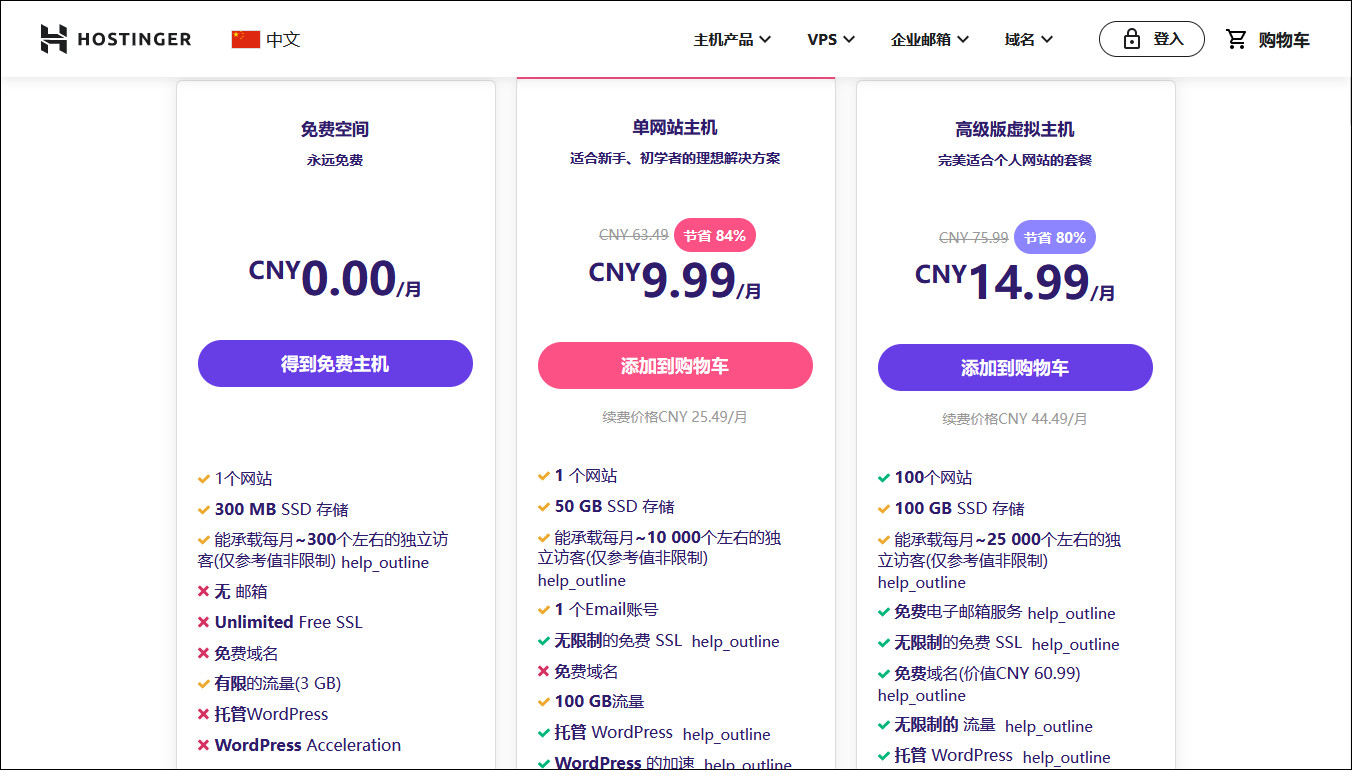 HOSTINGER 中文 主机产品 VPS 企业邮箱 域名 登入 购物车
免费空间
永远免费
CNY0.00/月
得到免费主机
1个网站
300 MB SSD 存储
能承载每月~300个左右的独立访
客(仅参考值非限制) help_outline
无 邮箱
Unlimited Free SSL
免费域名
有限的流量(3 GB)
托管WordPress
WordPress Acceleration
单网站主机
适合新手、初学者的理想解决方案
CNY 63.49 节省 84%
CNY9.99/月
添加到购物车
续费价格CNY 25.49/月
1 个网站
50 GB SSD 存储
能承载每月~10 000个左右的独
立访客(仅参考值非限制)
help_outline
1 个Email账号
无限制的免费 SSL help_outline
免费域名
100 GB流量
托管 WordPress help_outline
WordPress 的加速 help_outline
高级版虚拟主机
完美适合个人网站的套餐
CNY 75.99 节省 80%
CNY14.99/月
添加到购物车
续费价格CNY 44.49/月
100个网站
100 GB SSD 存储
能承载每月~25 000个左右的独
立访客(仅参考值非限制)
help_outline
免费电子邮箱服务 help_outline
无限制的免费 SSL help_outline
免费域名(价值CNY 60.99)
help_outline
无限制的 流量 help_outline
托管 WordPress help_outline